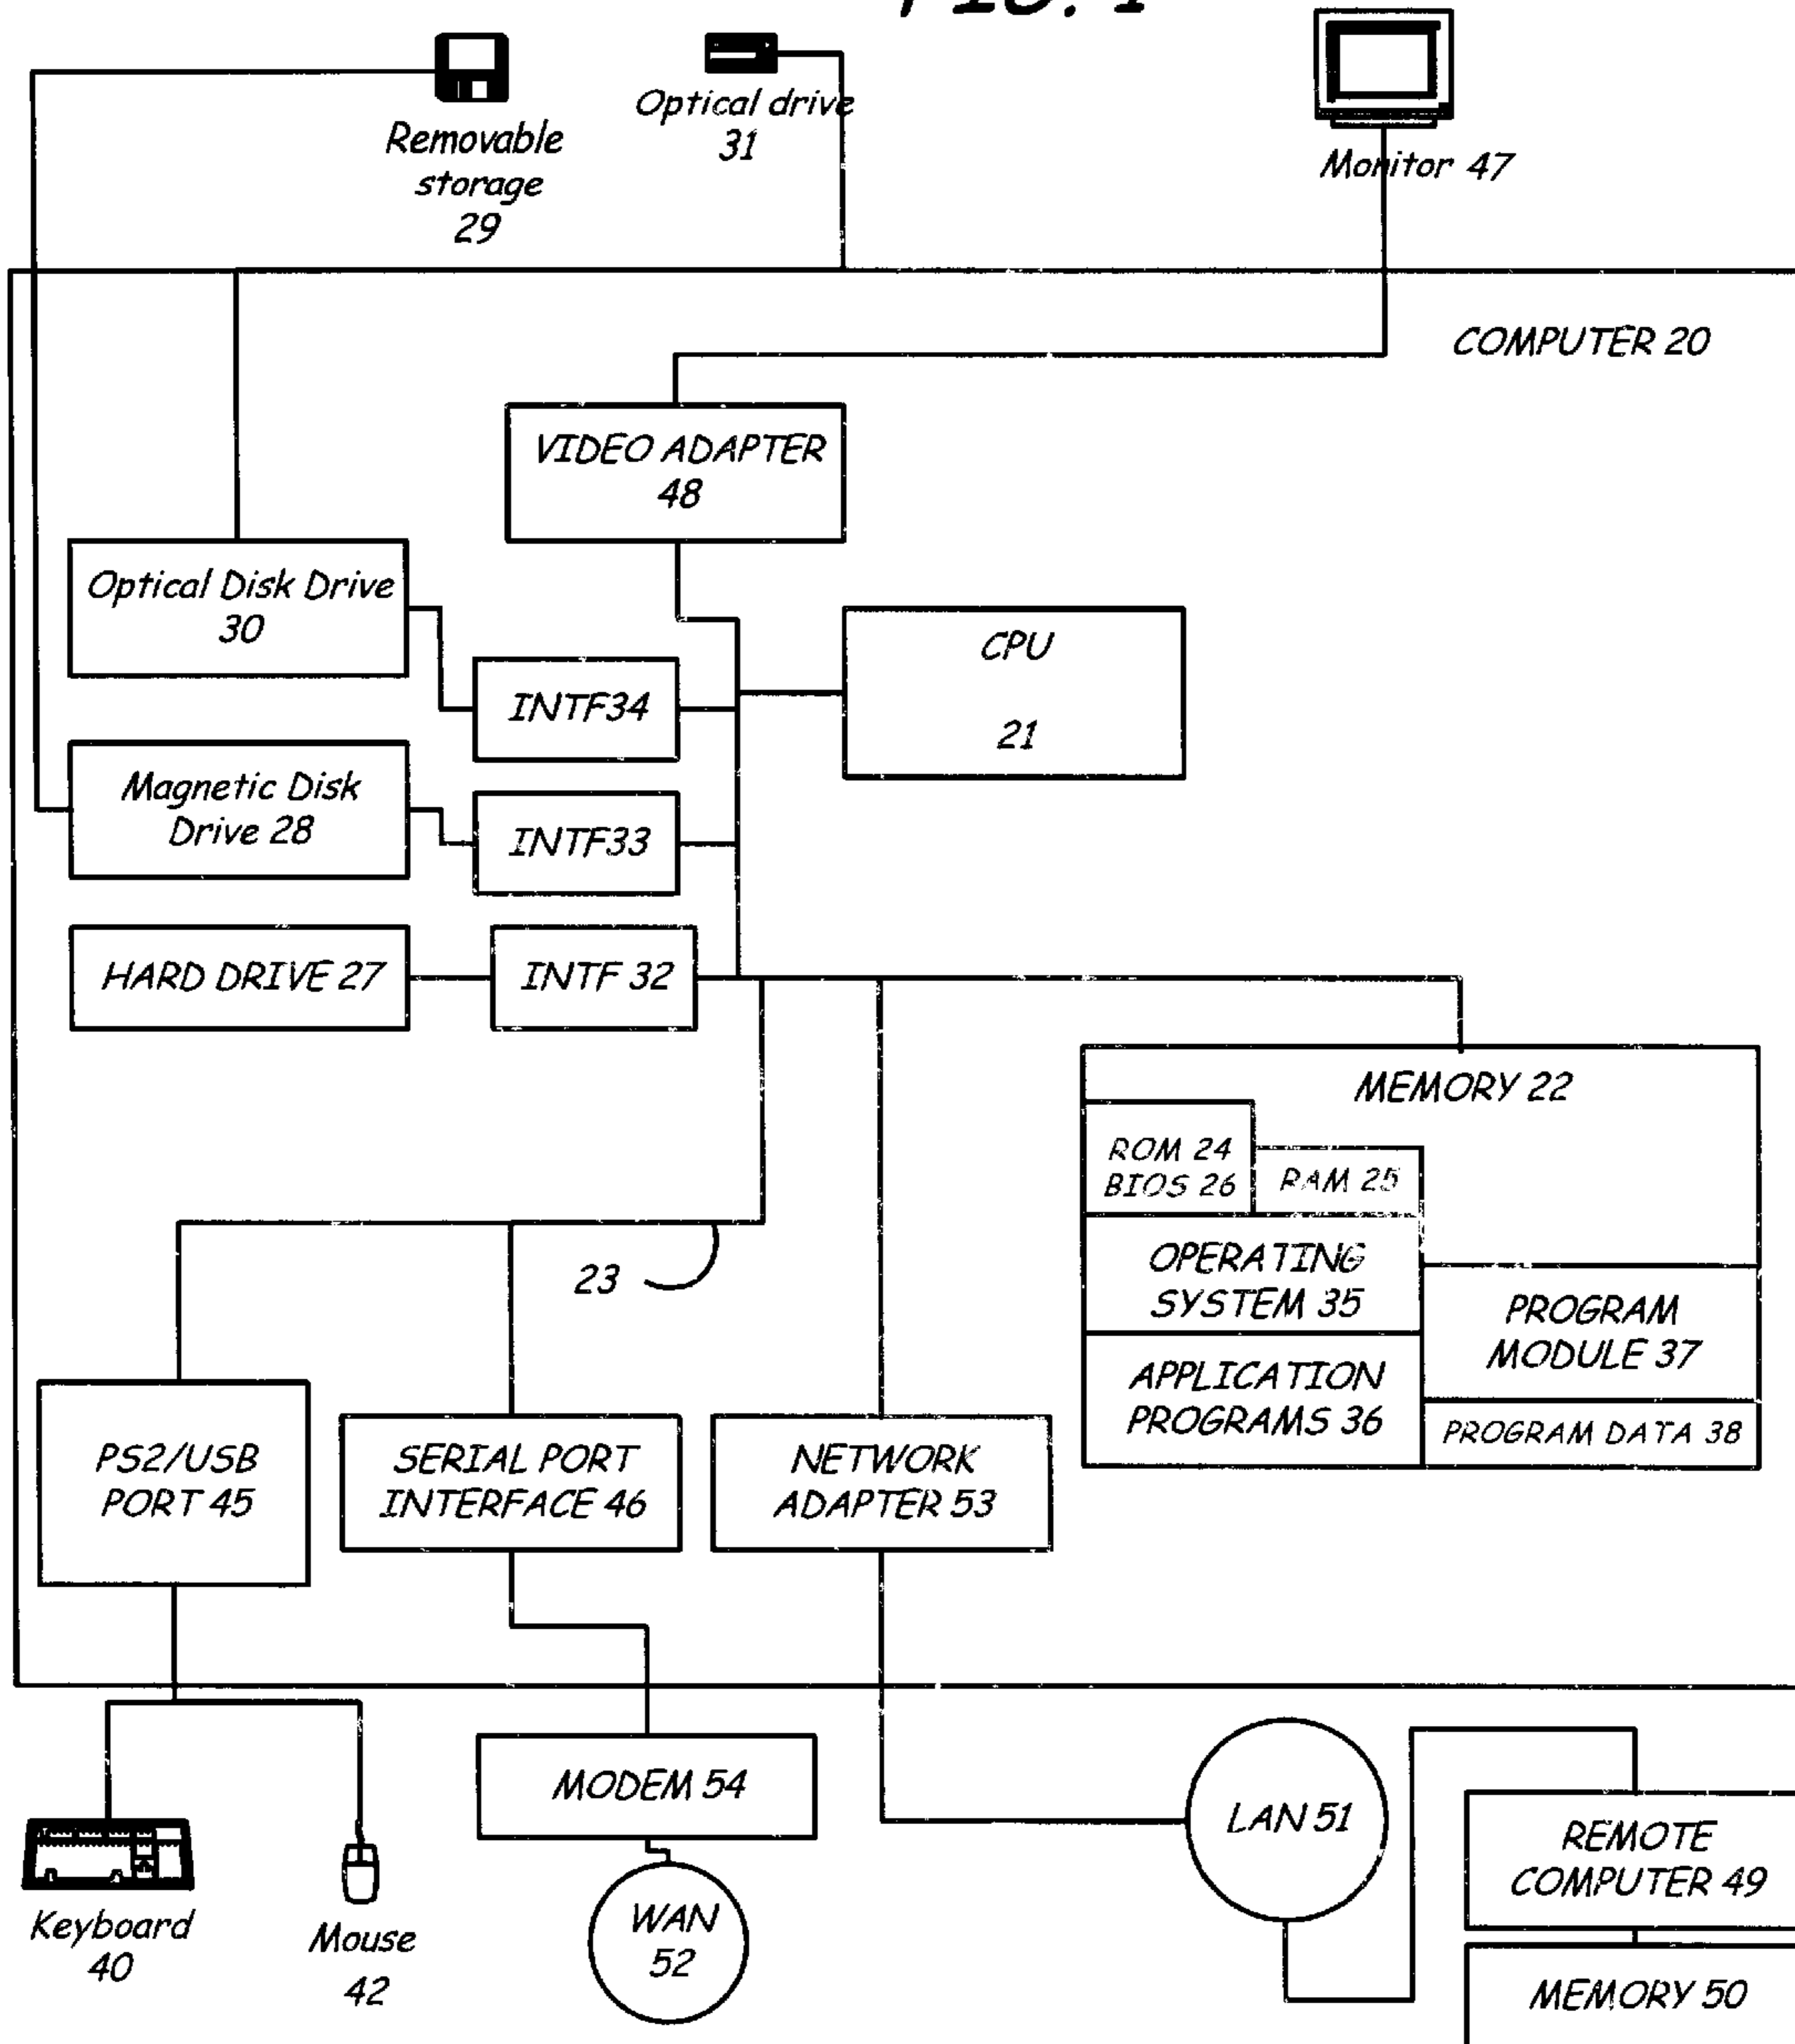 FIG. 1
Removable
storage
29
Optical drive
31
Monitor 47
COMPUTER 20
VIDEO ADAPTER
48
Optical Disk Drive
30
CPU
21
INTF34
Magnetic Disk
Drive 28
INTF33
HARD DRIVE 27
INTF 32
MEMORY 22
ROM 24
BIOS 26
RAM 25
OPERATING
SYSTEM 35
PROGRAM
MODULE 37
APPLICATION
PROGRAMS 36
PROGRAM DATA 38
23
PS2/USB
PORT 45
SERIAL PORT
INTERFACE 46
NETWORK
ADAPTER 53
MODEM 54
LAN 51
REMOTE
COMPUTER 49
Keyboard
40
Mouse
42
WAN
52
MEMORY 50